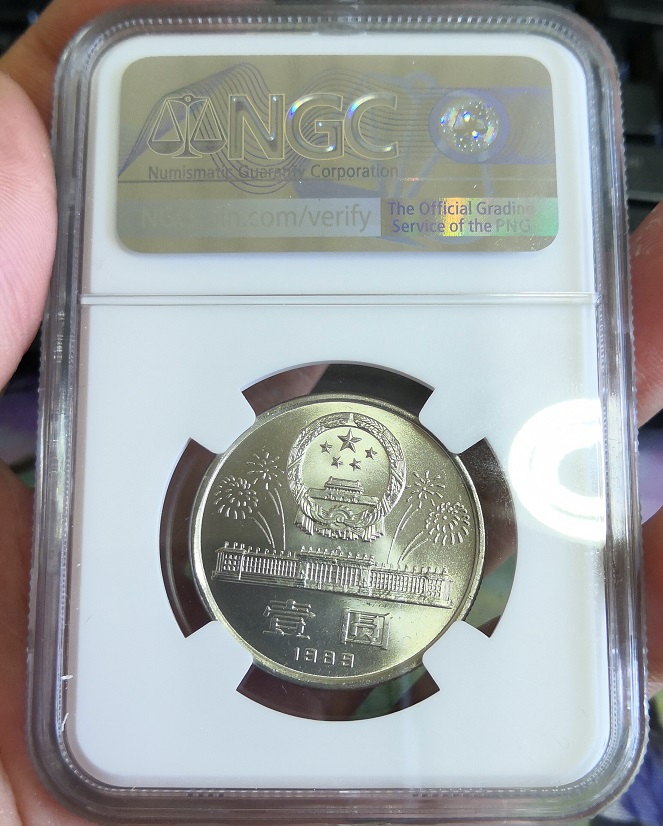 NGC
Numismatic Guaranty Corporation
.com/verify
The Official Grading
Service of the PNG
壹圆
1989